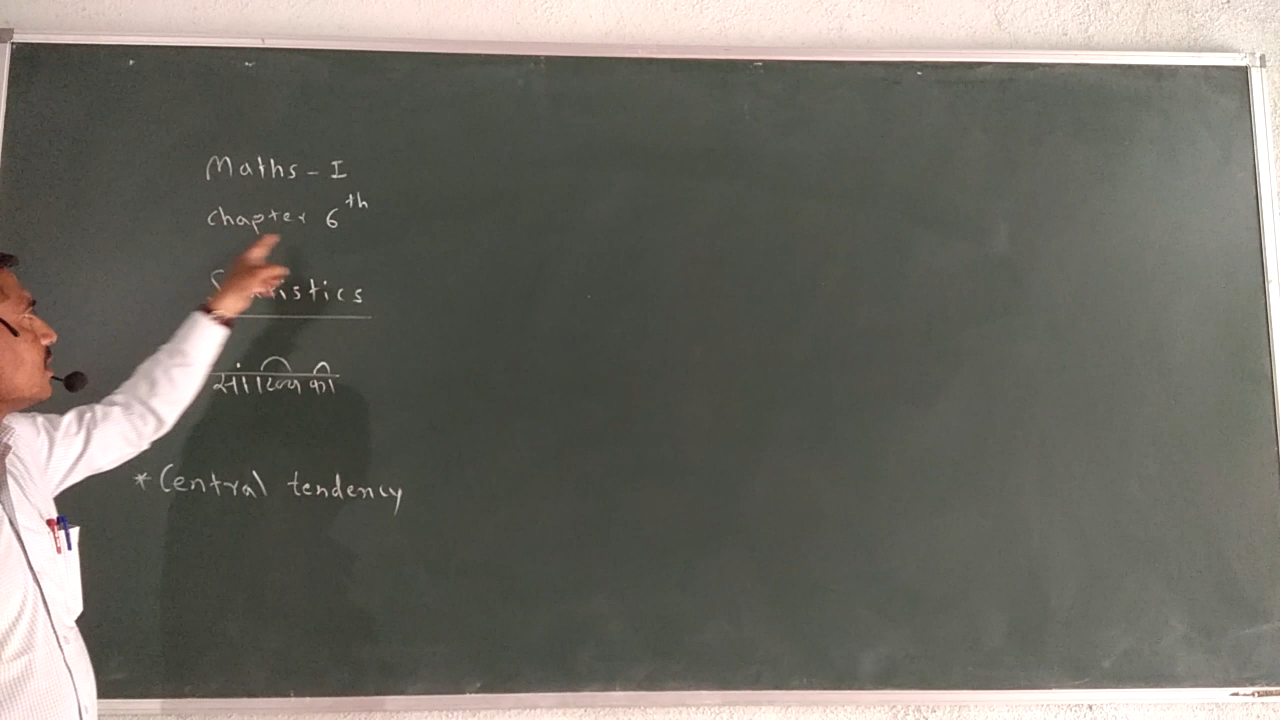 Maths - I
Chapter 6th
Statistics
सांख्यिकी
* Central tendency